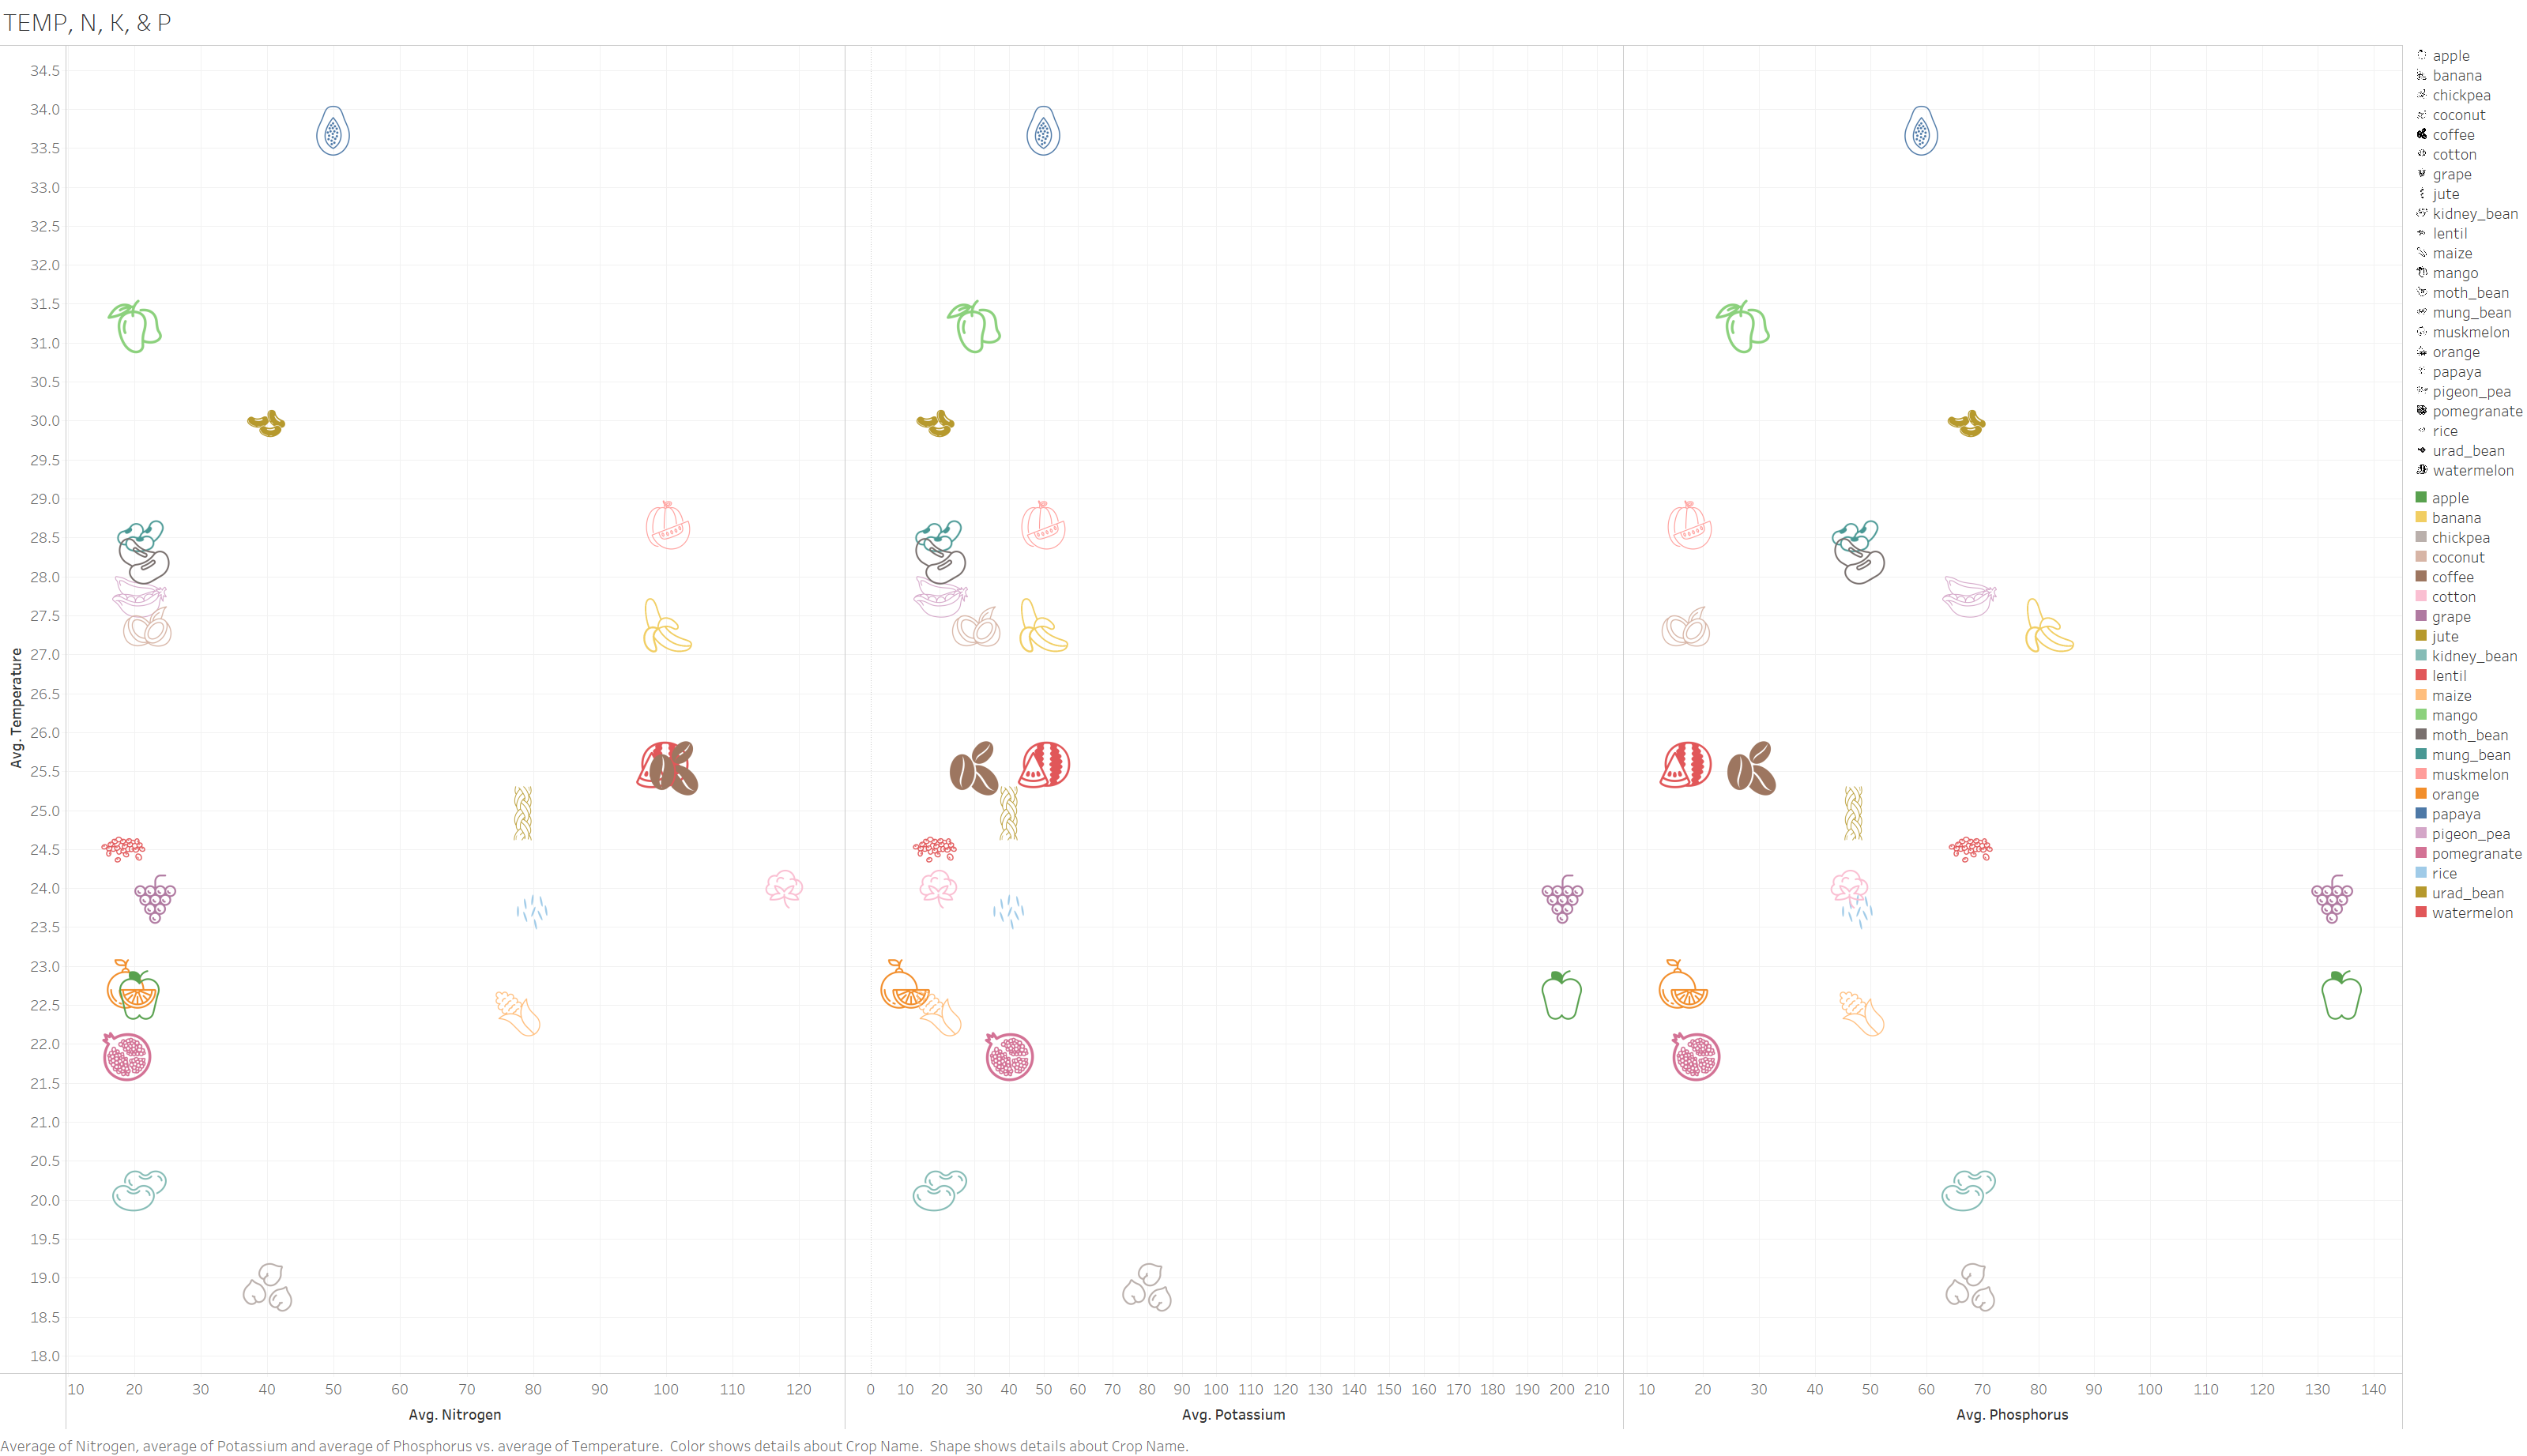 TEMP, N, K, & P
34.5
34.0
33.5
33.0
32.5
32.0
31.5
31.0
30.5
30.0
29.5
29.0
28.5
28.0
27.5
27.0
26.5
26.0
25.5
25.0
24.5
24.0
23.5
23.0
22.5
22.0
21.5
21.0
20.5
20.0
19.5
19.0
18.5
18.0
Avg. Temperature
10 20 30 40 50 60 70 80 90 100 110 120
Avg. Nitrogen
0 10 20 30 40 50 60 70 80 90 100 110 120 130 140 150 160 170 180 190 200 210
Avg. Potassium
10 20 30 40 50 60 70 80 90 100 110 120 130 140
Avg. Phosphorus
apple
banana
chickpea
coconut
coffee
cotton
grape
jute
kidney_bean
lentil
maize
mango
moth_bean
mung_bean
muskmelon
orange
papaya
pigeon_pea
pomegranate
rice
urad_bean
watermelon
apple
banana
chickpea
coconut
coffee
cotton
grape
jute
kidney_bean
lentil
maize
mango
moth_bean
mung_bean
muskmelon
orange
papaya
pigeon_pea
pomegranate
rice
urad_bean
watermelon
Average of Nitrogen, average of Potassium and average of Phosphorus vs. average of Temperature. Color shows details about Crop Name. Shape shows details about Crop Name.